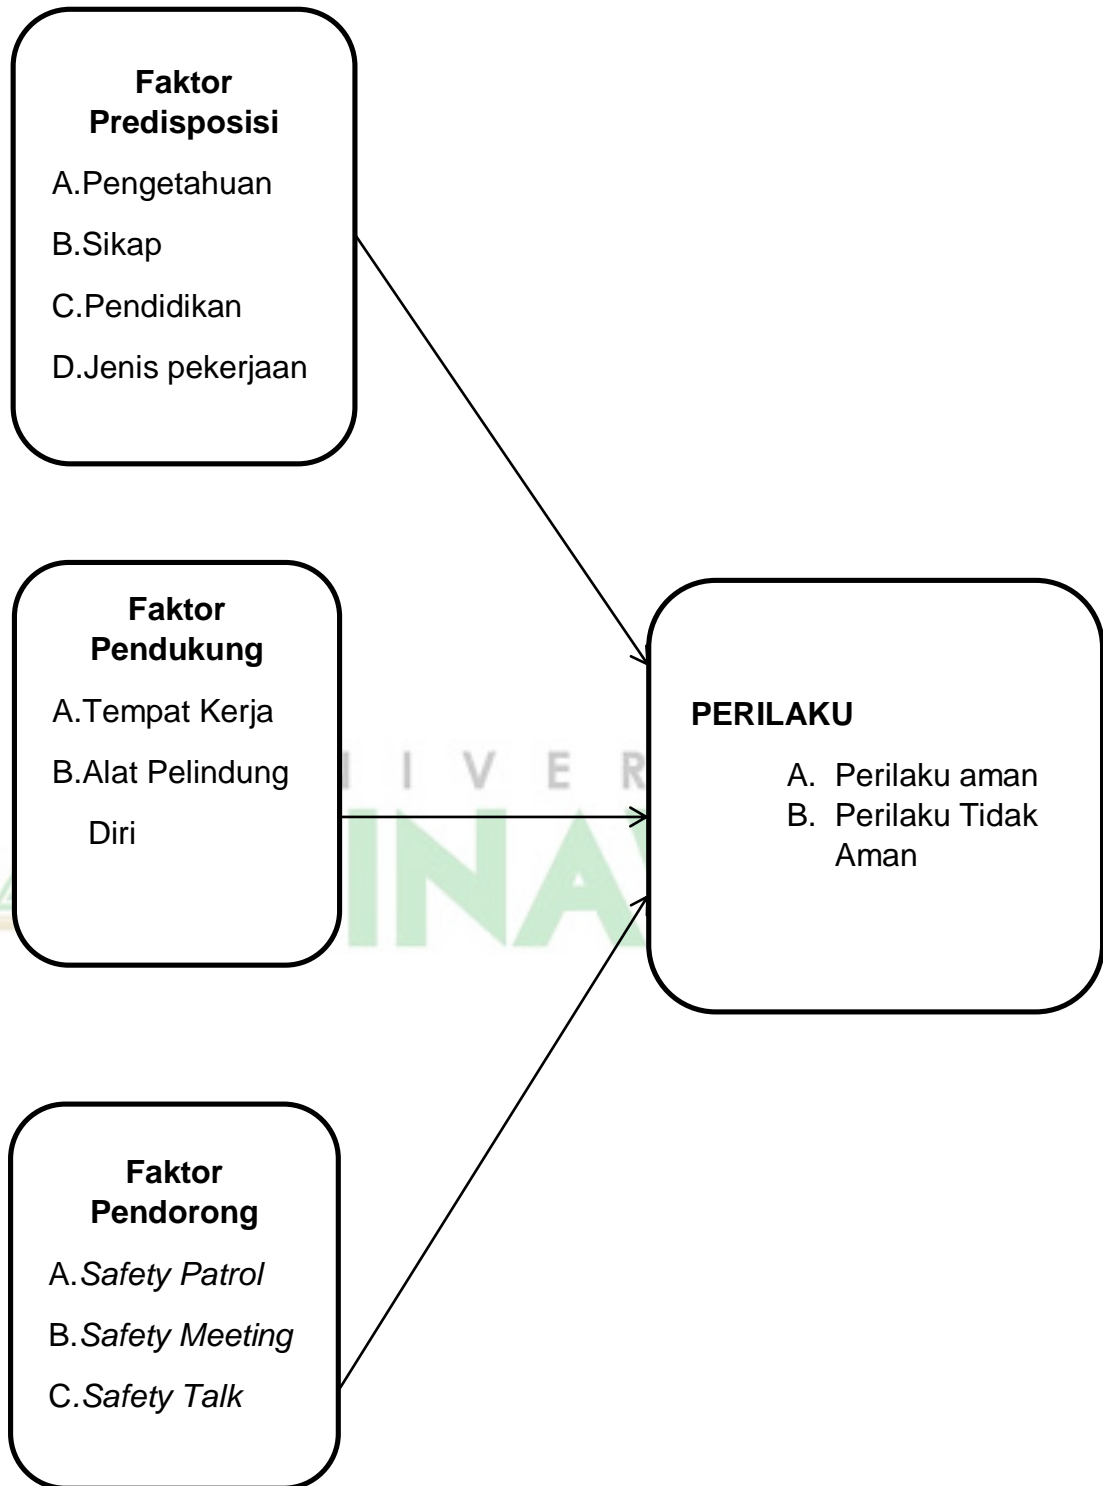 Faktor
Predisposisi
A.Pengetahuan
B.Sikap
C.Pendidikan
D.Jenis pekerjaan
Faktor
Pendukung
A.Tempat Kerja
B.Alat Pelindung
Diri
PERILAKU
A. Perilaku aman
B. Perilaku Tidak
Aman
Faktor
Pendorong
A.Safety Patrol
B.Safety Meeting
C.Safety Talk